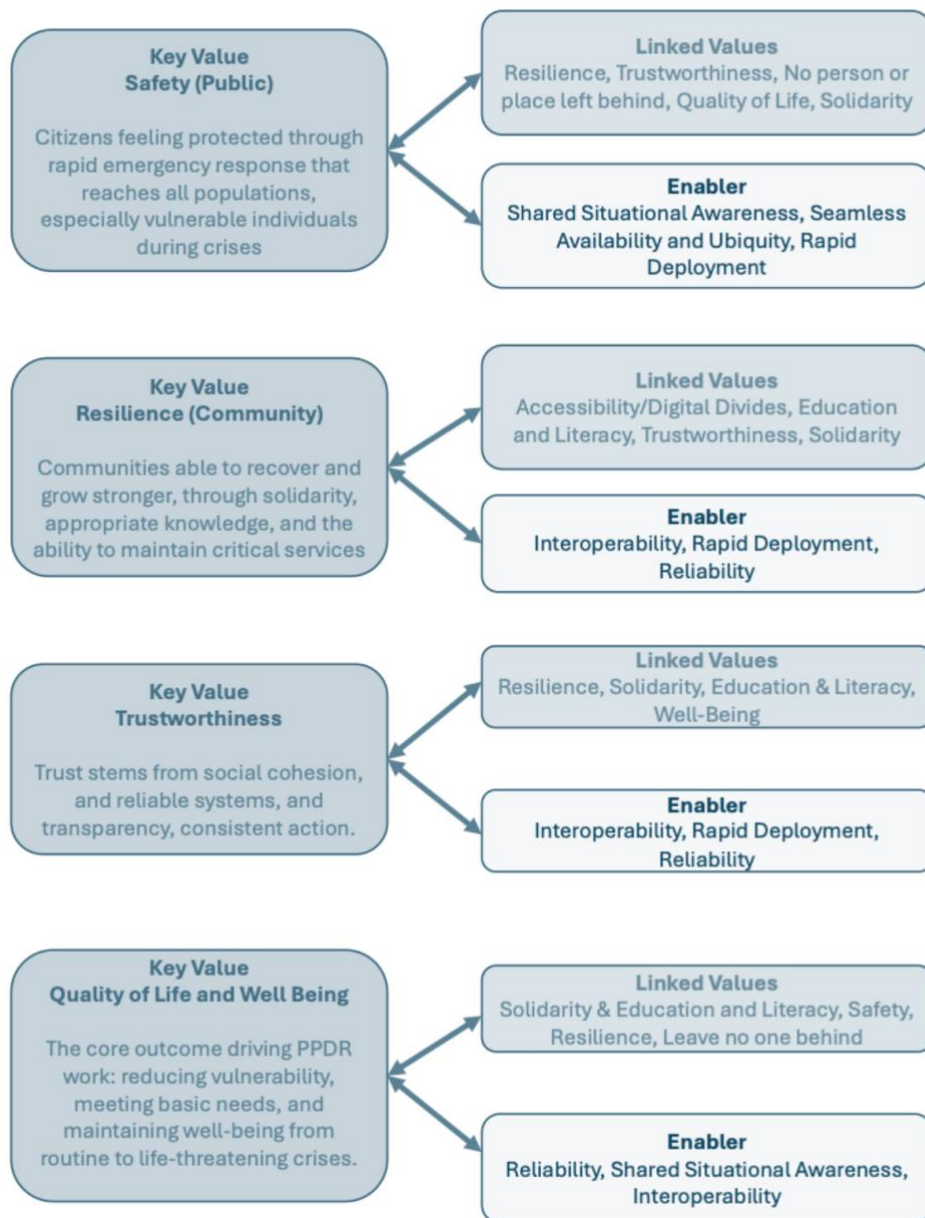 Key Value
Safety (Public)
Citizens feeling protected through
rapid emergency response that
reaches all populations,
especially vulnerable individuals
during crises
Linked Values
Resilience, Trustworthiness, No person or
place left behind, Quality of Life, Solidarity
Enabler
Shared Situational Awareness, Seamless
Availability and Ubiquity, Rapid
Deployment
Key Value
Resilience (Community)
Communities able to recover and
grow stronger, through solidarity,
appropriate knowledge, and the
ability to maintain critical services
Linked Values
Accessibility/Digital Divides, Education
and Literacy, Trustworthiness, Solidarity
Enabler
Interoperability, Rapid Deployment,
Reliability
Key Value
Trustworthiness
Trust stems from social cohesion,
and reliable systems, and
transparency, consistent action.
Linked Values
Resilience, Solidarity, Education & Literacy,
Well-Being
Enabler
Interoperability, Rapid Deployment,
Reliability
Key Value
Quality of Life and Well Being
The core outcome driving PPDR
work: reducing vulnerability,
meeting basic needs, and
maintaining well-being from
routine to life-threatening crises.
Linked Values
Solidarity & Education and Literacy, Safety,
Resilience, Leave no one behind
Enabler
Reliability, Shared Situational Awareness,
Interoperability